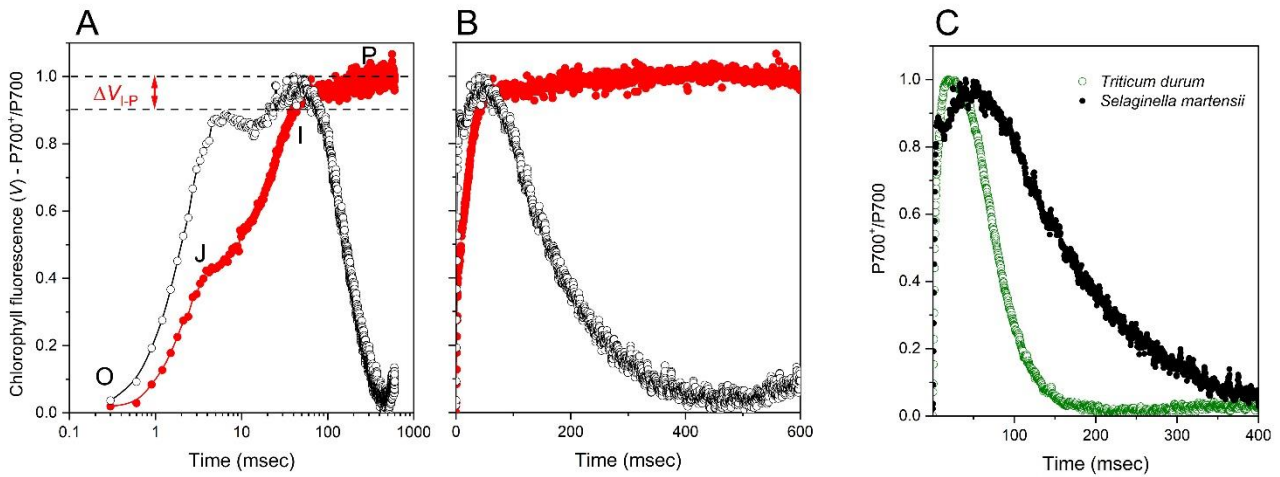 A
B
C
Chlorophyll fluorescence (V) - P700⁺/P700
1.0
0.8
0.6
0.4
0.2
0.0
ΔV I-P
O
J
I
P
0.1 1 10 100 1000
Time (msec)
0 200 400 600
Time (msec)
P700⁺/P700
1.0
0.8
0.6
0.4
0.2
0.0
Triticum durum
Selaginella martensii
100 200 300 400
Time (msec)